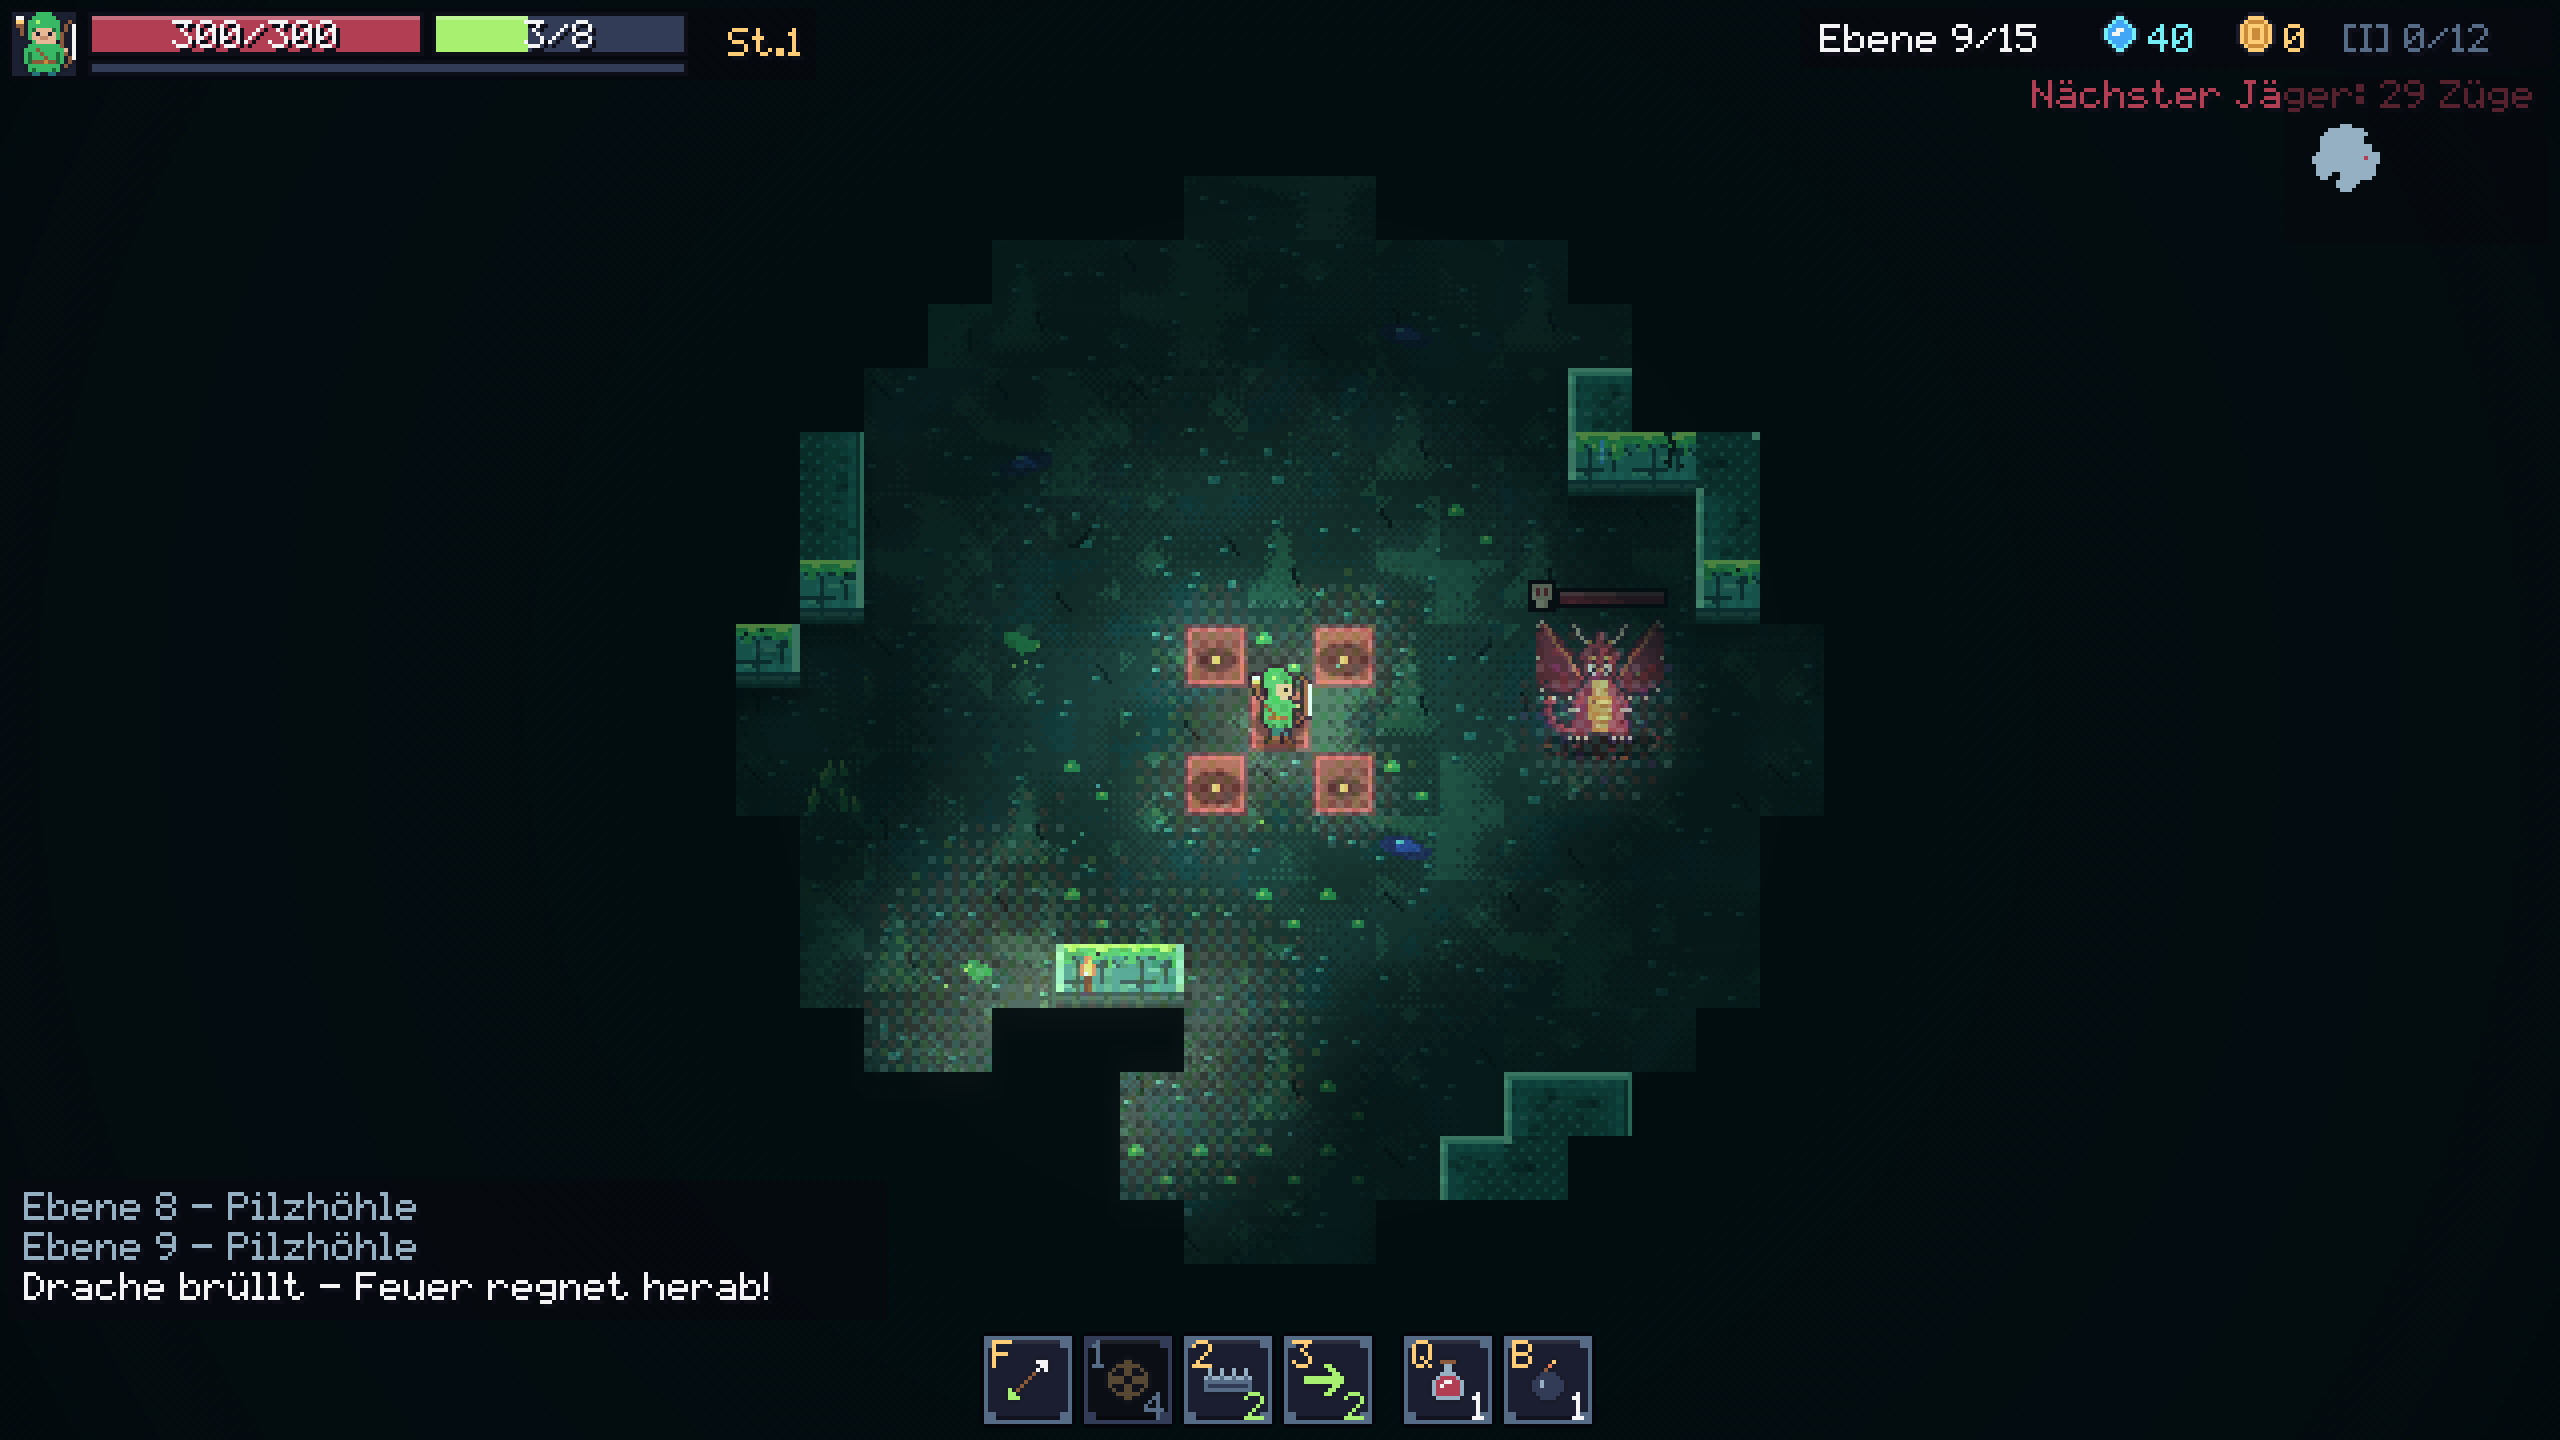 300/300 3/8 St.1 Ebene 9/15 40 0 [I] 0/12
Nächster Jäger: 29 Züge
Ebene 8 - Pilzhöhle
Ebene 9 - Pilzhöhle
Drache brüllt - Feuer regnet herab!
F 1 2 3 Q B
4 2 2 1 1